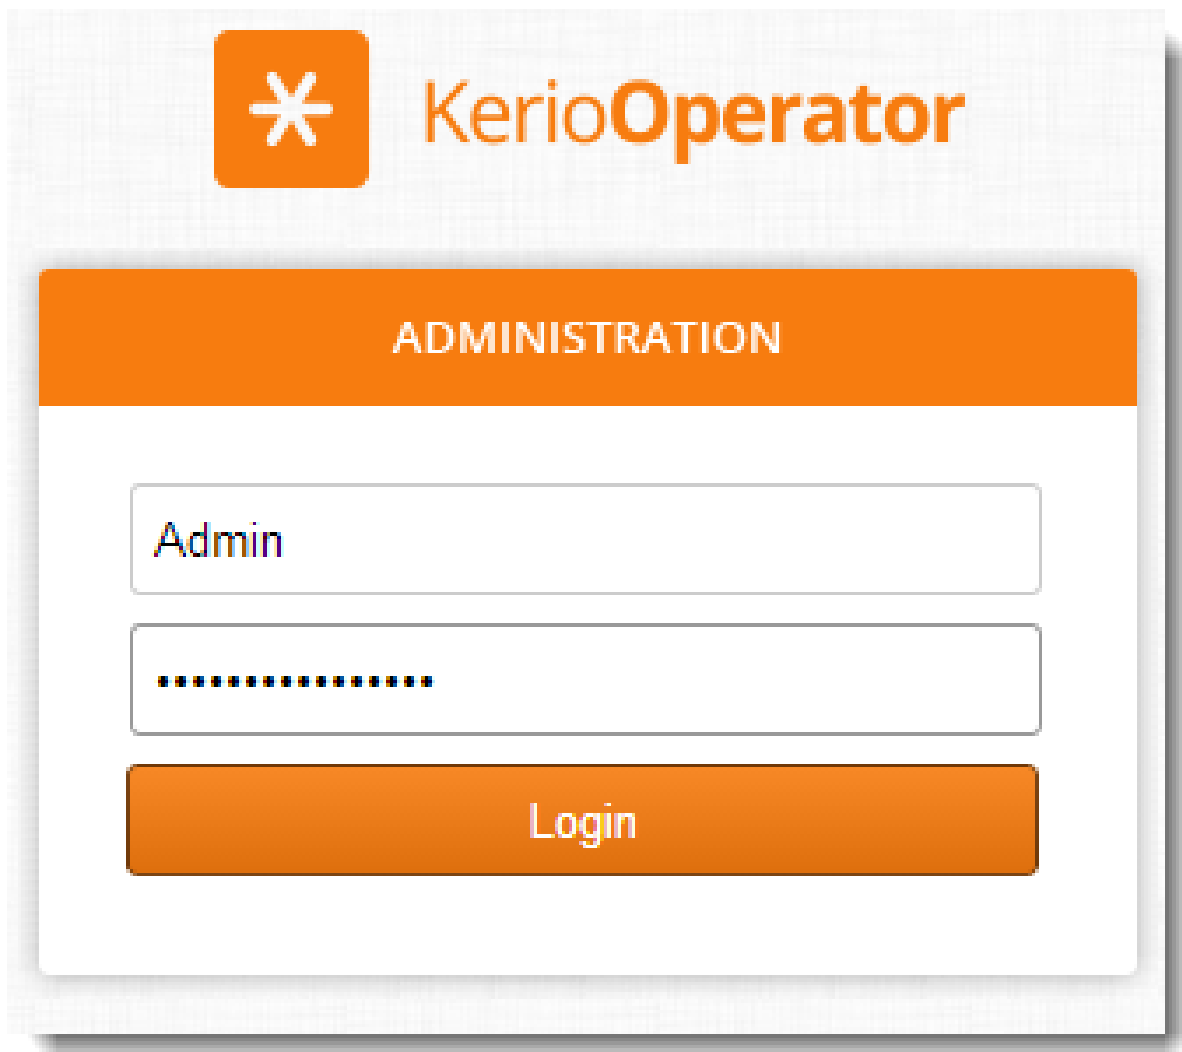 KerioOperator
ADMINISTRATION
Admin
••••••••••••••••
Login